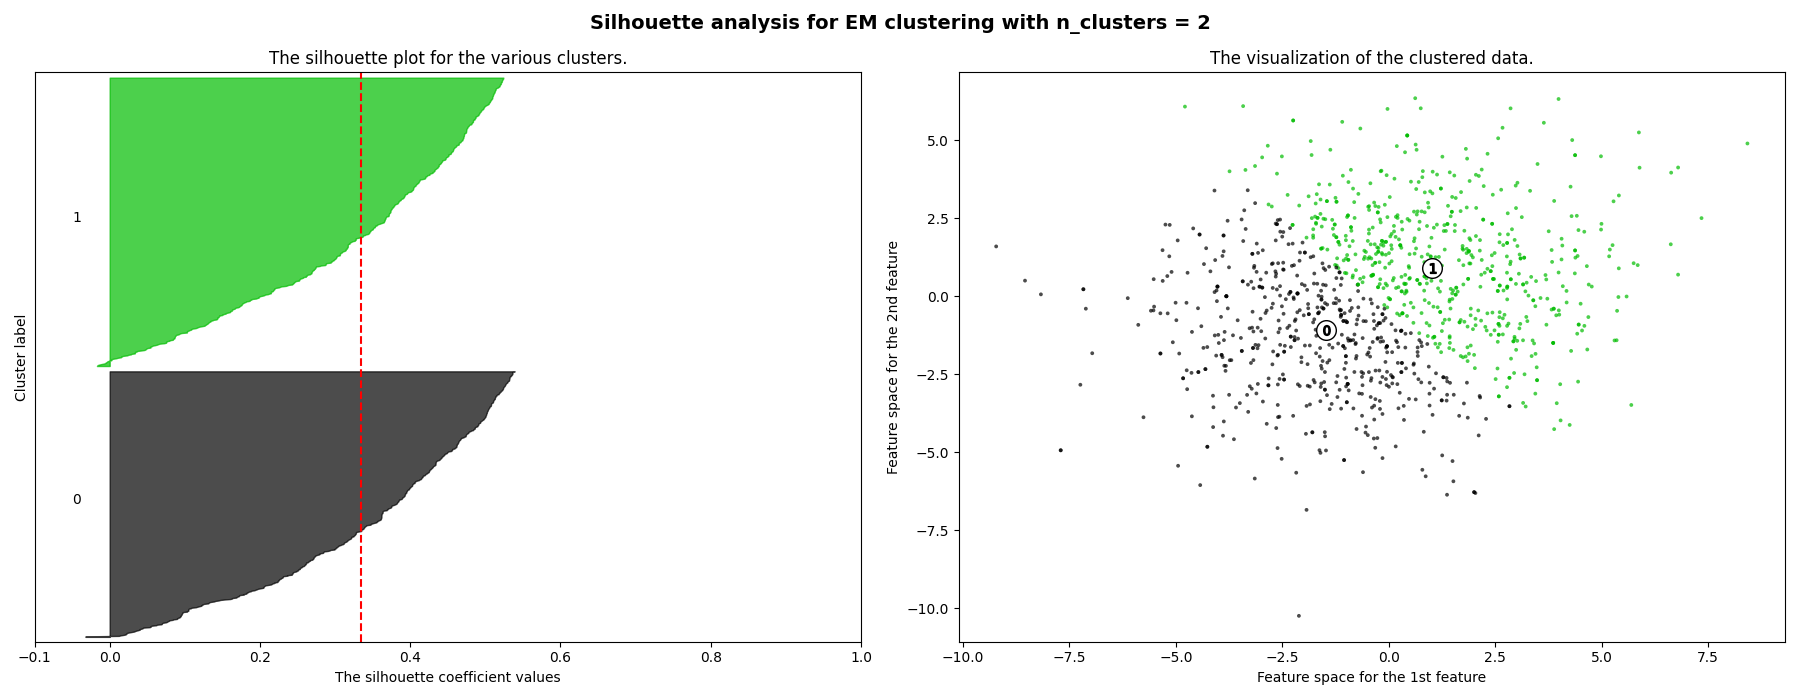 Silhouette analysis for EM clustering with n_clusters = 2
The silhouette plot for the various clusters.
1
0
Cluster label
−0.1 0.0 0.2 0.4 0.6 0.8 1.0
The silhouette coefficient values
The visualization of the clustered data.
5.0
2.5
0.0
−2.5
−5.0
−7.5
−10.0
Feature space for the 2nd feature
1
0
−10.0 −7.5 −5.0 −2.5 0.0 2.5 5.0 7.5
Feature space for the 1st feature